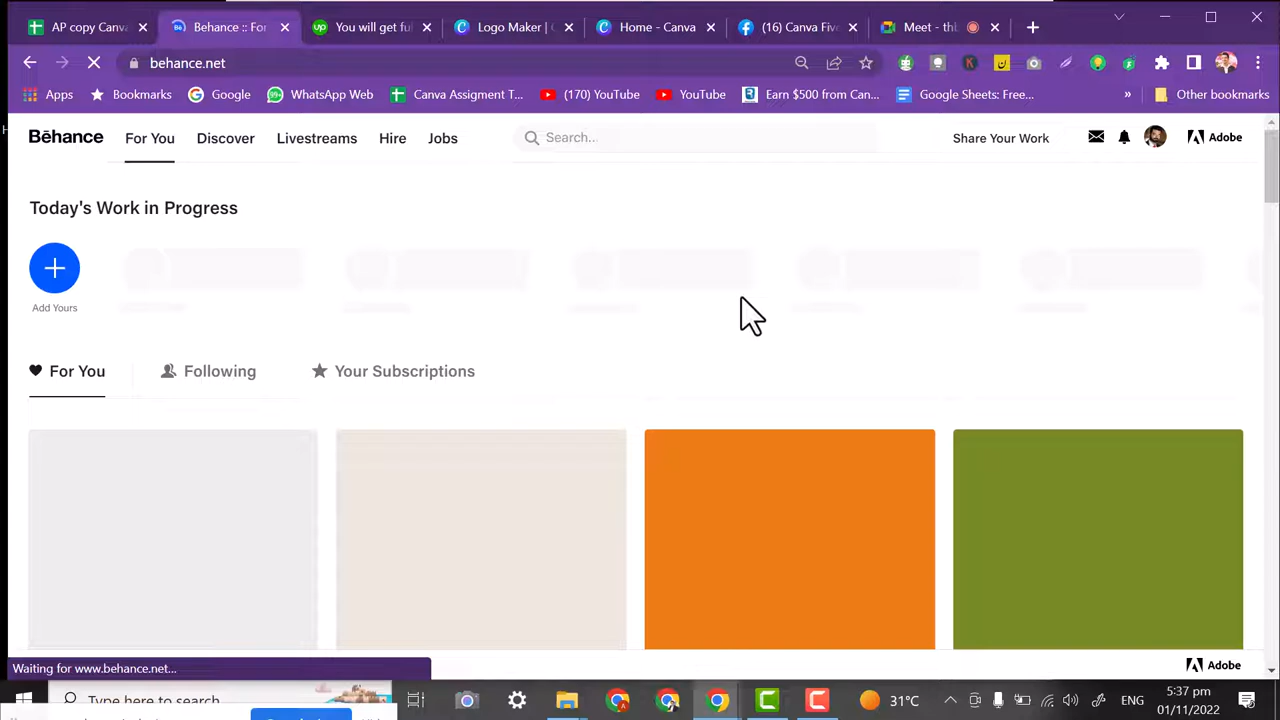 AP copy Canva
Behance :: For
You will get ful
Logo Maker | C
Home - Canva
(16) Canva Five
Meet - thb
behance.net
Apps
Bookmarks
Google
WhatsApp Web
Canva Assigment T...
(170) YouTube
YouTube
Earn $500 from Can...
Google Sheets: Free...
»
Other bookmarks
Bēhance
For You
Discover
Livestreams
Hire
Jobs
Search...
Share Your Work
Adobe
Today's Work in Progress
Add Yours
For You
Following
Your Subscriptions
Waiting for www.behance.net...
Adobe
Type here to search
31°C
ENG
5:37 pm
01/11/2022